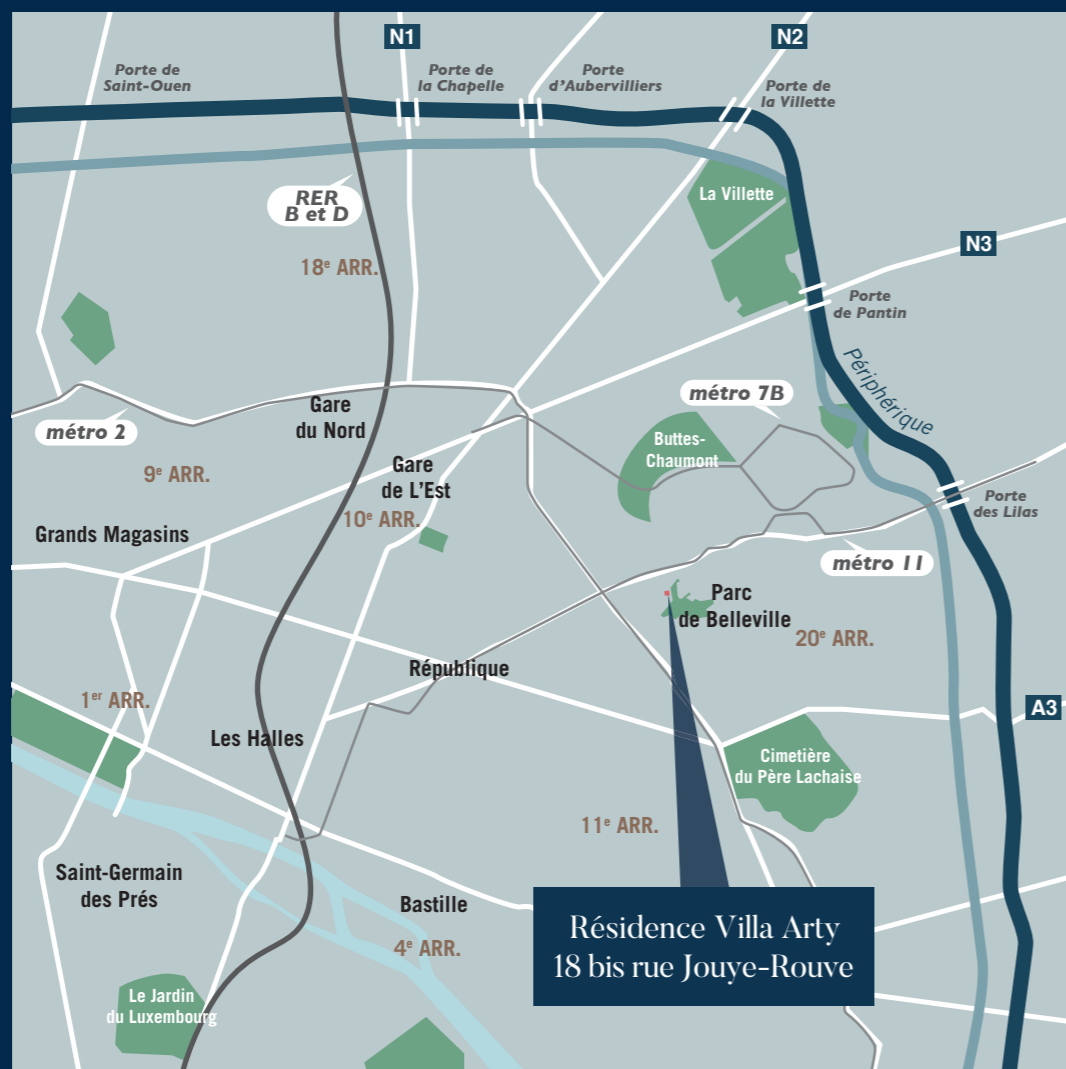 N1
N2
Porte de
Saint-Ouen
Porte de
la Chapelle
Porte
d’Aubervilliers
Porte de
la Villette
RER
B et D
La Villette
N3
18e ARR.
Porte
de Pantin
Périphérique
métro 7B
métro 2
Gare
du Nord
Buttes-
Chaumont
9e ARR.
Gare
de L’Est
10e ARR.
Porte
des Lilas
Grands Magasins
métro 11
Parc
de Belleville
20e ARR.
République
1er ARR.
A3
Les Halles
Cimetière
du Père Lachaise
11e ARR.
Saint-Germain
des Prés
Bastille
4e ARR.
Résidence Villa Arty
18 bis rue Jouye-Rouve
Le Jardin
du Luxembourg